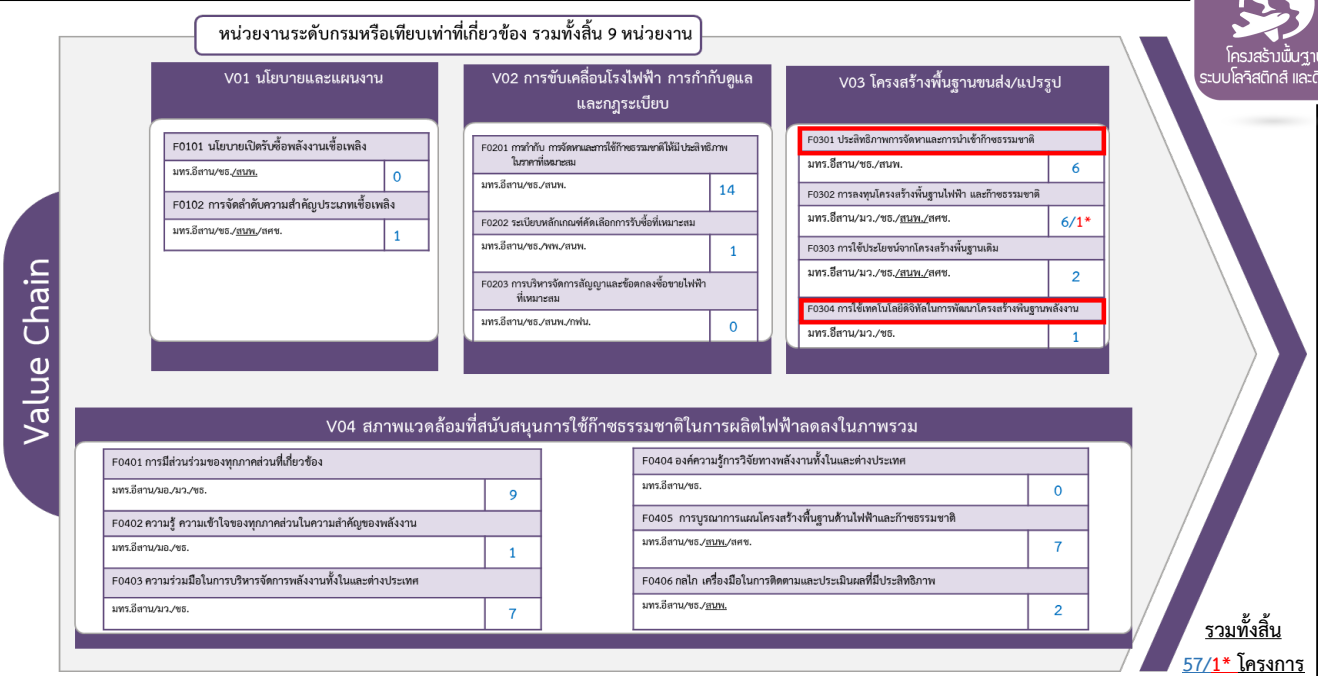 หน่วยงานระดับกรมหรือเทียบเท่าที่เกี่ยวข้อง รวมทั้งสิ้น 9 หน่วยงาน
โครงสร้างพื้นฐาน
ระบบโลจิสติกส์ และดิ
Value Chain
V01 นโยบายและแผนงาน
F0101 นโยบายเปิดรับซื้อพลังงานเชื้อเพลิง
มทร.อีสาน/ชธ./สนพ.
0
F0102 การจัดลำดับความสำคัญประเภทเชื้อเพลิง
มทร.อีสาน/ชธ./สนพ./สศช.
1
V02 การขับเคลื่อนโรงไฟฟ้า การกำกับดูแล
และกฎระเบียบ
F0201 การกำกับ การจัดหาและการใช้ก๊าซธรรมชาติให้มีประสิทธิภาพ
ในราคาที่เหมาะสม
มทร.อีสาน/ชธ./สนพ.
14
F0202 ระเบียบหลักเกณฑ์คัดเลือกการรับซื้อที่เหมาะสม
มทร.อีสาน/ชธ./พพ./สนพ.
1
F0203 การบริหารจัดการสัญญาและข้อตกลงซื้อขายไฟฟ้า
ที่เหมาะสม
มทร.อีสาน/ชธ./สนพ./กฟน.
0
V03 โครงสร้างพื้นฐานขนส่ง/แปรรูป
F0301 ประสิทธิภาพการจัดหาและการนำเข้าก๊าซธรรมชาติ
มทร.อีสาน/ชธ./สนพ.
6
F0302 การลงทุนโครงสร้างพื้นฐานไฟฟ้า และก๊าซธรรมชาติ
มทร.อีสาน/มว./ชธ./สนพ./สศช.
6/1*
F0303 การใช้ประโยชน์จากโครงสร้างพื้นฐานเดิม
มทร.อีสาน/มว./ชธ./สนพ./สศช.
2
F0304 การใช้เทคโนโลยีดิจิทัลในการพัฒนาโครงสร้างพื้นฐานพลังงาน
มทร.อีสาน/มว./ชธ.
1
V04 สภาพแวดล้อมที่สนับสนุนการใช้ก๊าซธรรมชาติในการผลิตไฟฟ้าลดลงในภาพรวม
F0401 การมีส่วนร่วมของทุกภาคส่วนที่เกี่ยวข้อง
มทร.อีสาน/มอ./มว./ชธ.
9
F0402 ความรู้ ความเข้าใจของทุกภาคส่วนในความสำคัญของพลังงาน
มทร.อีสาน/มอ./ชธ.
1
F0403 ความร่วมมือในการบริหารจัดการพลังงานทั้งในและต่างประเทศ
มทร.อีสาน/มว./ชธ.
7
F0404 องค์ความรู้การวิจัยทางพลังงานทั้งในและต่างประเทศ
มทร.อีสาน/ชธ.
0
F0405 การบูรณาการแผนโครงสร้างพื้นฐานด้านไฟฟ้าและก๊าซธรรมชาติ
มทร.อีสาน/ชธ./สนพ./สศช.
7
F0406 กลไก เครื่องมือในการติดตามและประเมินผลที่มีประสิทธิภาพ
มทร.อีสาน/ชธ./สนพ.
2
รวมทั้งสิ้น
57/1* โครงการ